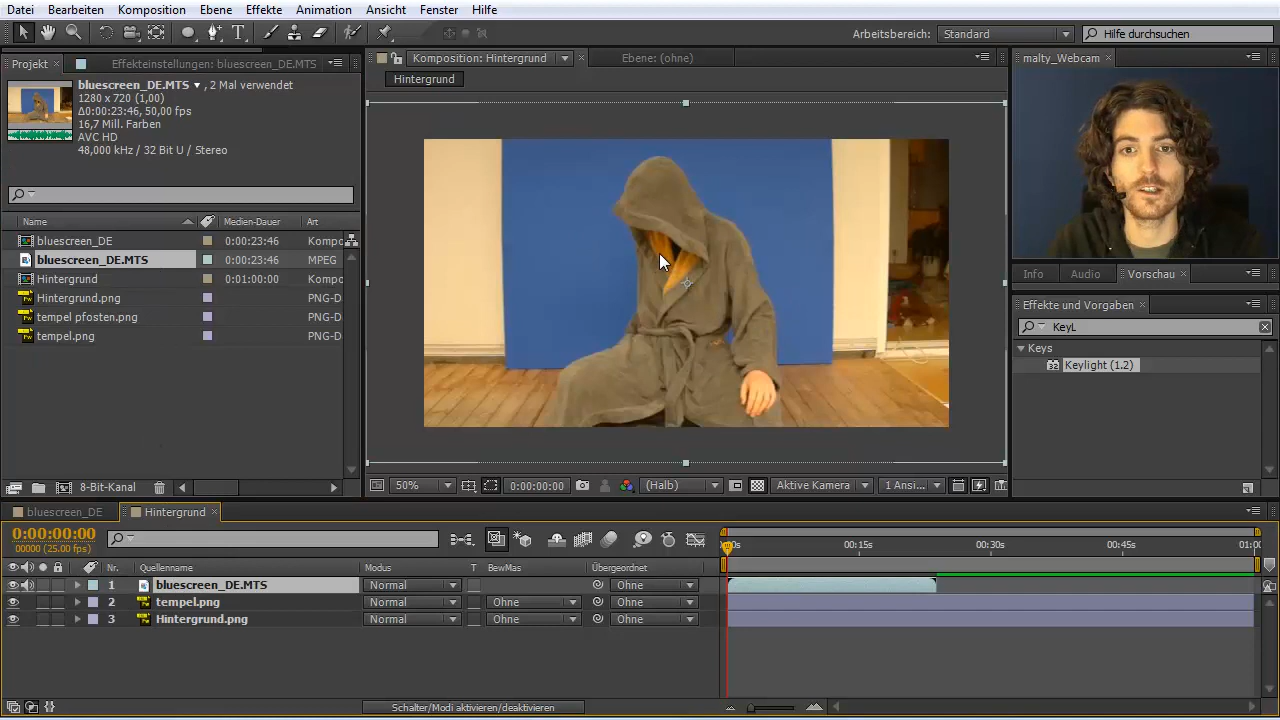 Datei Bearbeiten Komposition Ebene Effekte Animation Ansicht Fenster Hilfe
T Arbeitsbereich: Standard Hilfe durchsuchen
Projekt × Effekteinstellungen: bluescreen_DE.MTS
Komposition: Hintergrund × Ebene: (ohne)
malty_Webcam ×
Hintergrund
bluescreen_DE.MTS ▼ , 2 Mal verwendet
1280 x 720 (1,00)
Δ0:00:23:46, 50,00 fps
16,7 Mill. Farben
AVC HD
48,000 kHz / 32 Bit U / Stereo
Name Medien-Dauer Art
bluescreen_DE 0:00:23:46 Kompo
bluescreen_DE.MTS 0:00:23:46 MPEG
Hintergrund 0:01:00:00 Kompo
Hintergrund.png PNG-D
tempel pfosten.png PNG-D
tempel.png PNG-D
8-Bit-Kanal
50% 0:00:00:00 (Halb) Aktive Kamera 1 Ansi...
Info Audio Vorschau ×
Effekte und Vorgaben ×
KeyL
Keys
32 Keylight (1.2)
bluescreen_DE Hintergrund ×
0:00:00:00
00000 (25.00 fps)
0s 00:15s 00:30s 00:45s 01:00
Nr. Quellenname Modus T BewMas Übergeordnet
1 bluescreen_DE.MTS Normal Ohne
2 tempel.png Normal Ohne Ohne
3 Hintergrund.png Normal Ohne Ohne
Schalter/Modi aktivieren/deaktivieren